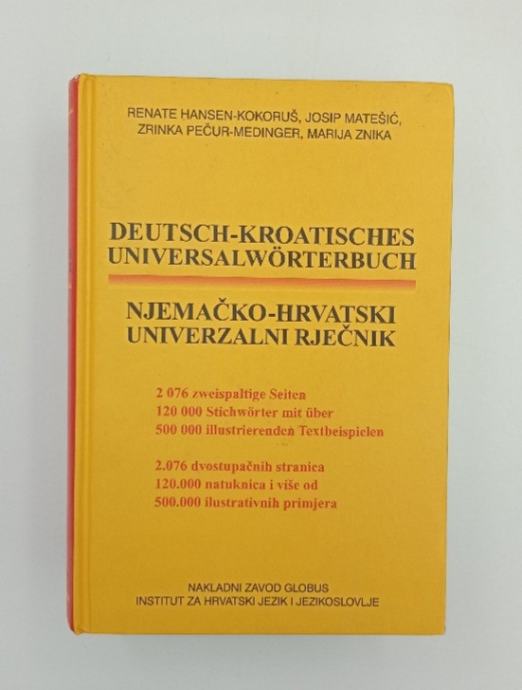 RENATE HANSEN-KOKORUŠ, JOSIP MATEŠIĆ,
ZRINKA PEČUR-MEDINGER, MARIJA ZNIKA
DEUTSCH-KROATISCHES
UNIVERSALWÖRTERBUCH
NJEMAČKO-HRVATSKI
UNIVERZALNI RJEČNIK
2 076 zweispaltige Seiten
120 000 Stichwörter mit über
500 000 illustrierenden Textbeispielen
2.076 dvostupačnih stranica
120.000 natuknica i više od
500.000 ilustrativnih primjera
NAKLADNI ZAVOD GLOBUS
INSTITUT ZA HRVATSKI JEZIK I JEZIKOSLOVLJE